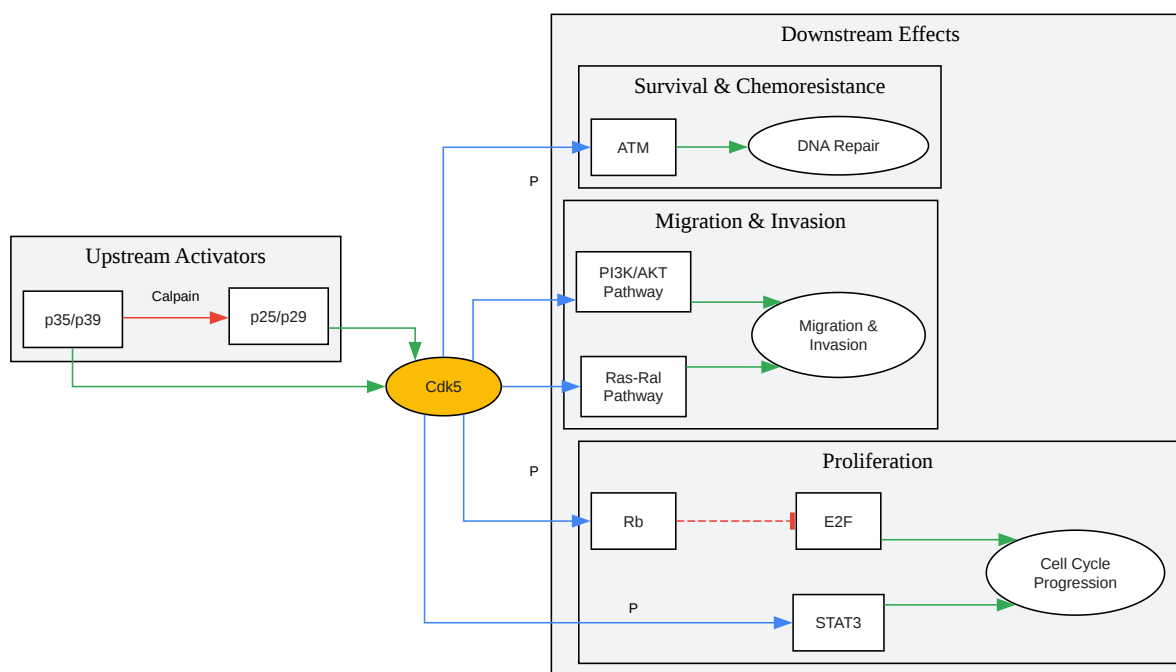 Downstream Effects
Survival & Chemoresistance
ATM
DNA Repair
P
Migration & Invasion
PI3K/AKT
Pathway
Migration &
Invasion
Ras-Ral
Pathway
Upstream Activators
p35/p39
Calpain
p25/p29
Cdk5
P
Proliferation
Rb
E2F
Cell Cycle
Progression
P
STAT3